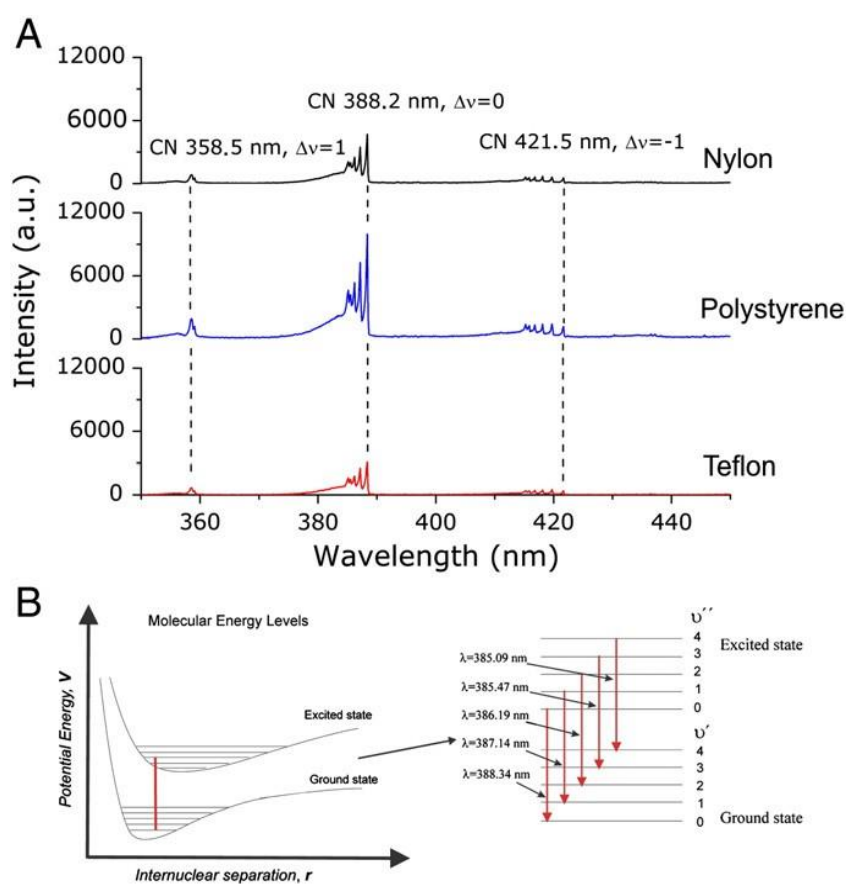 A
12000
6000
0
CN 358.5 nm, Δν=1
CN 388.2 nm, Δν=0
CN 421.5 nm, Δν=-1
Nylon
12000
6000
0
Polystyrene
12000
6000
0
Teflon
Intensity (a.u.)
360 380 400 420 440
Wavelength (nm)
B
Molecular Energy Levels
Potential Energy, V
Excited state
Ground state
Internuclear separation, r
υ''
4
3
2
1
0
Excited state
λ=385.09 nm
λ=385.47 nm
λ=386.19 nm
λ=387.14 nm
λ=388.34 nm
υ'
4
3
2
1
0
Ground state